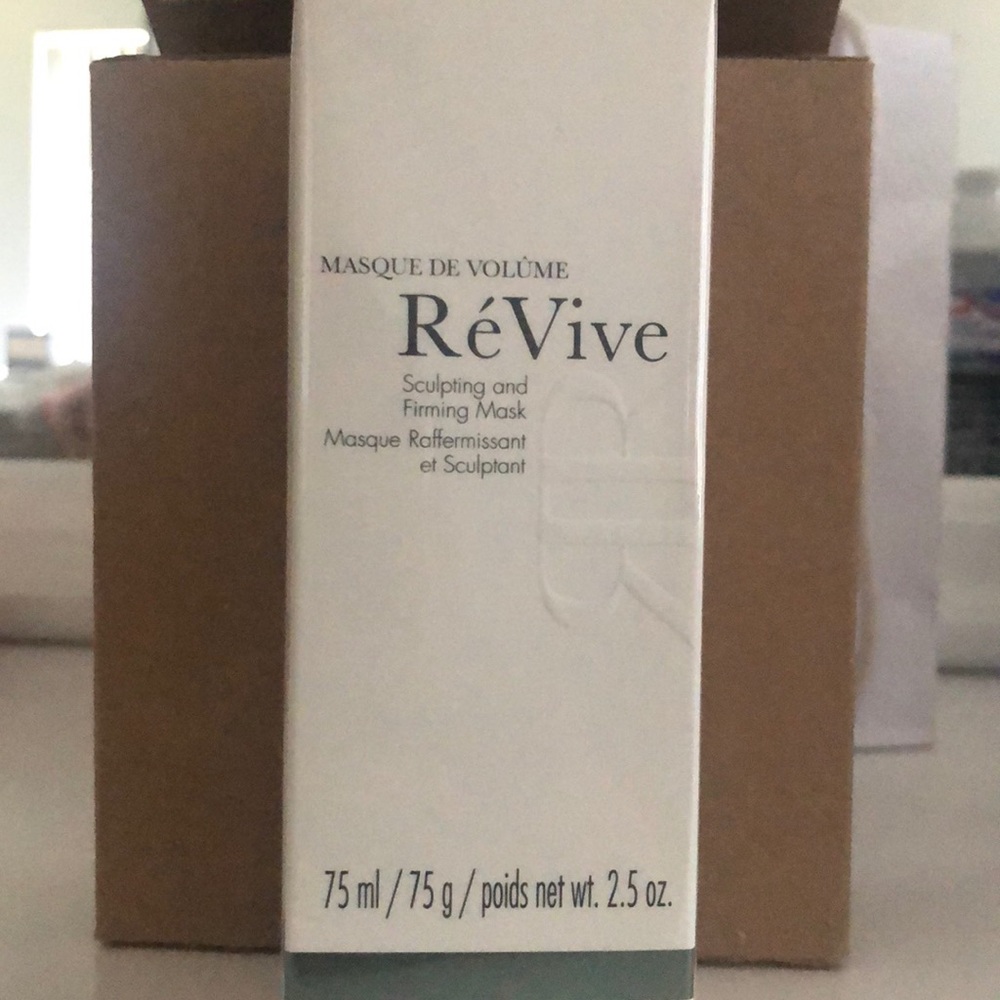 MASQUE DE VOLÛME
RéVive
Sculpting and
Firming Mask
Masque Raffermissant
et Sculptant
75 ml / 75 g / poids net wt. 2.5 oz.